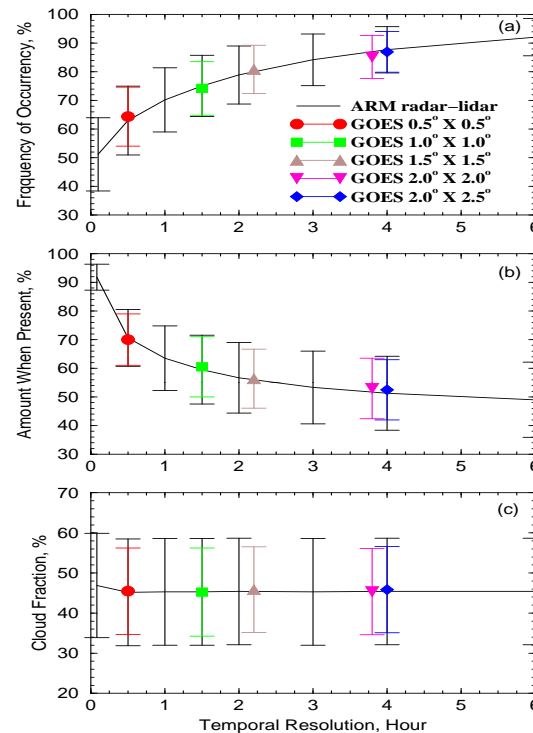 100
(a)
90
80
70
60
50
40
30
0 1 2 3 4 5 6
Frqquency of Occurrency, %
ARM radar−lidar
GOES 0.5° X 0.5°
GOES 1.0° X 1.0°
GOES 1.5° X 1.5°
GOES 2.0° X 2.0°
GOES 2.0° X 2.5°
100
(b)
90
80
70
60
50
40
30
0 1 2 3 4 5 6
Amount When Present, %
70
(c)
60
50
40
30
20
0 1 2 3 4 5 6
Cloud Fraction, %
Temporal Resolution, Hour